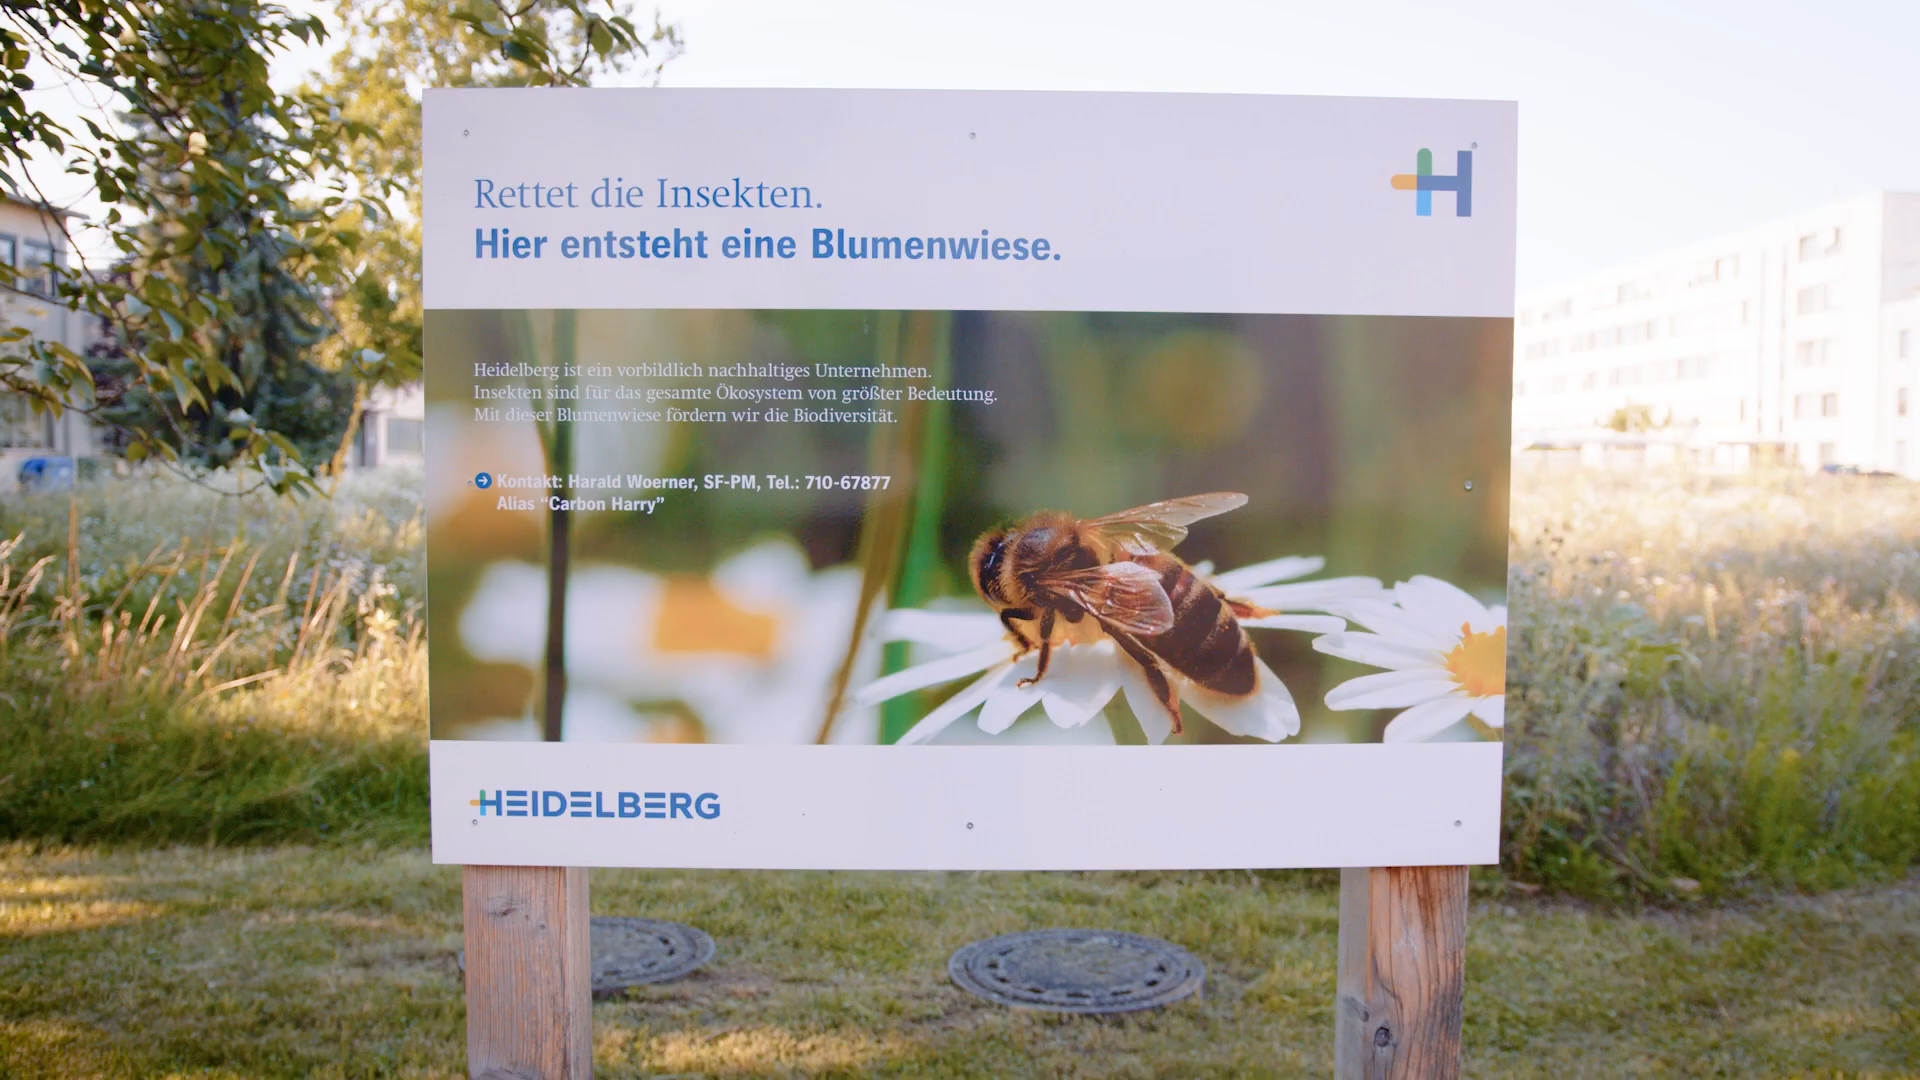 Rettet die Insekten.
Hier entsteht eine Blumenwiese.
Heidelberg ist ein vorbildlich nachhaltiges Unternehmen.
Insekten sind für das gesamte Ökosystem von größter Bedeutung.
Mit dieser Blumenwiese fördern wir die Biodiversität.
Kontakt: Harald Woerner, SF-PM, Tel.: 710-67877
Alias “Carbon Harry”
HEIDELBERG